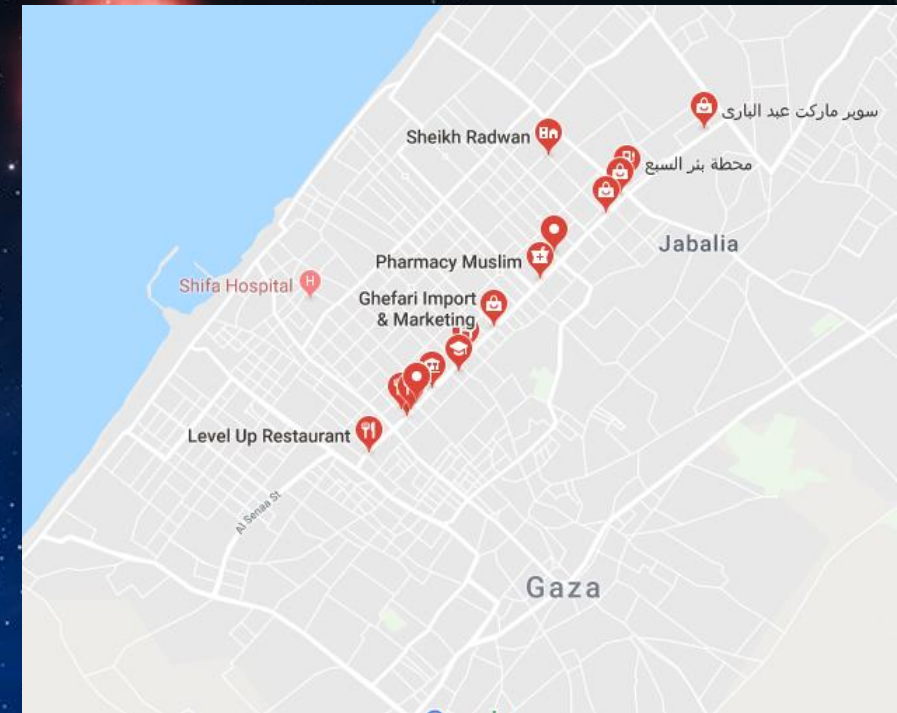 سوبر ماركت عبد البارى
Sheikh Radwan
محطة بئر السبع
Jabalia
Pharmacy Muslim
Shifa Hospital
H
Ghefari Import
& Marketing
Level Up Restaurant
Al Senaa St
Gaza